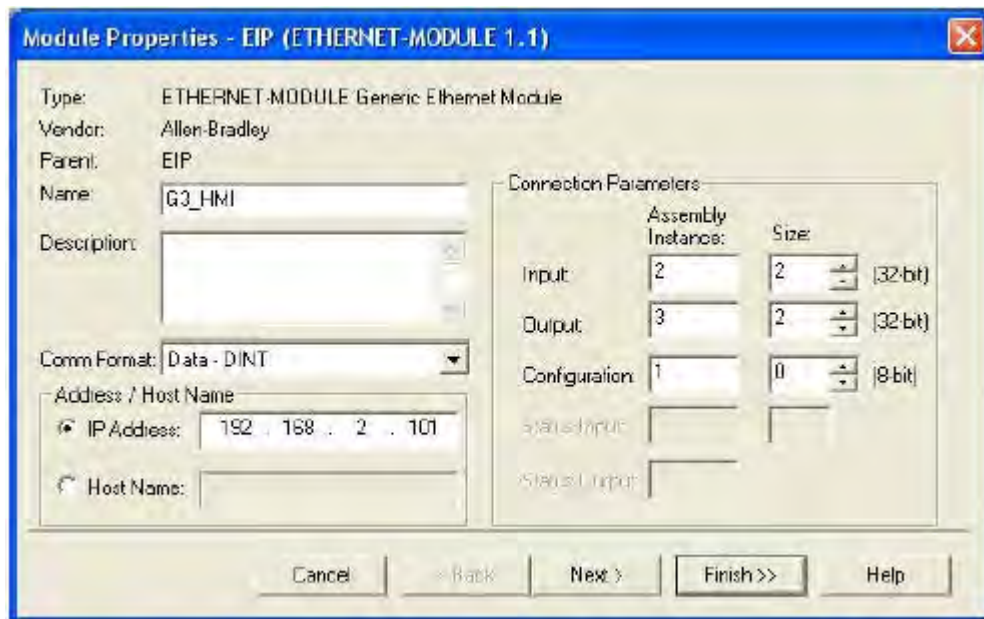 Module Properties - EIP (ETHERNET-MODULE 1.1)
Type: ETHERNET-MODULE Generic Ethernet Module
Vendor: Allen-Bradley
Parent: EIP
Name: G3_HMI
Description:
Comm Format: Data - DINT
Address / Host Name
IP Address: 192 . 168 . 2 . 101
Host Name:
Connection Parameters
Assembly Instance: Size:
Input: 2 2 (32-bit)
Output: 3 2 (32-bit)
Configuration: 1 0 (8-bit)
Status Input:
Status Output:
Cancel
< Back
Next >
Finish >>
Help